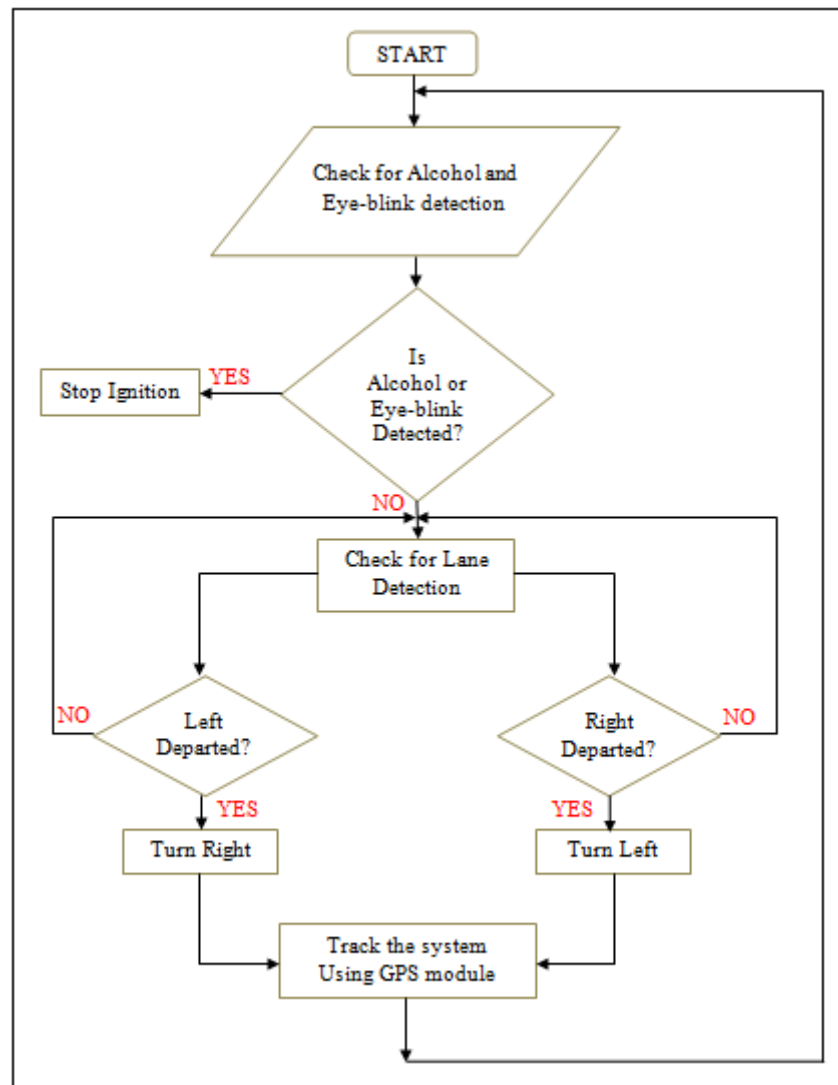 START
Check for Alcohol and
Eye-blink detection
Is
Alcohol or
Eye-blink
Detected?
YES
Stop Ignition
NO
Check for Lane
Detection
NO
Left
Departed?
Right
Departed?
NO
YES
YES
Turn Right
Turn Left
Track the system
Using GPS module